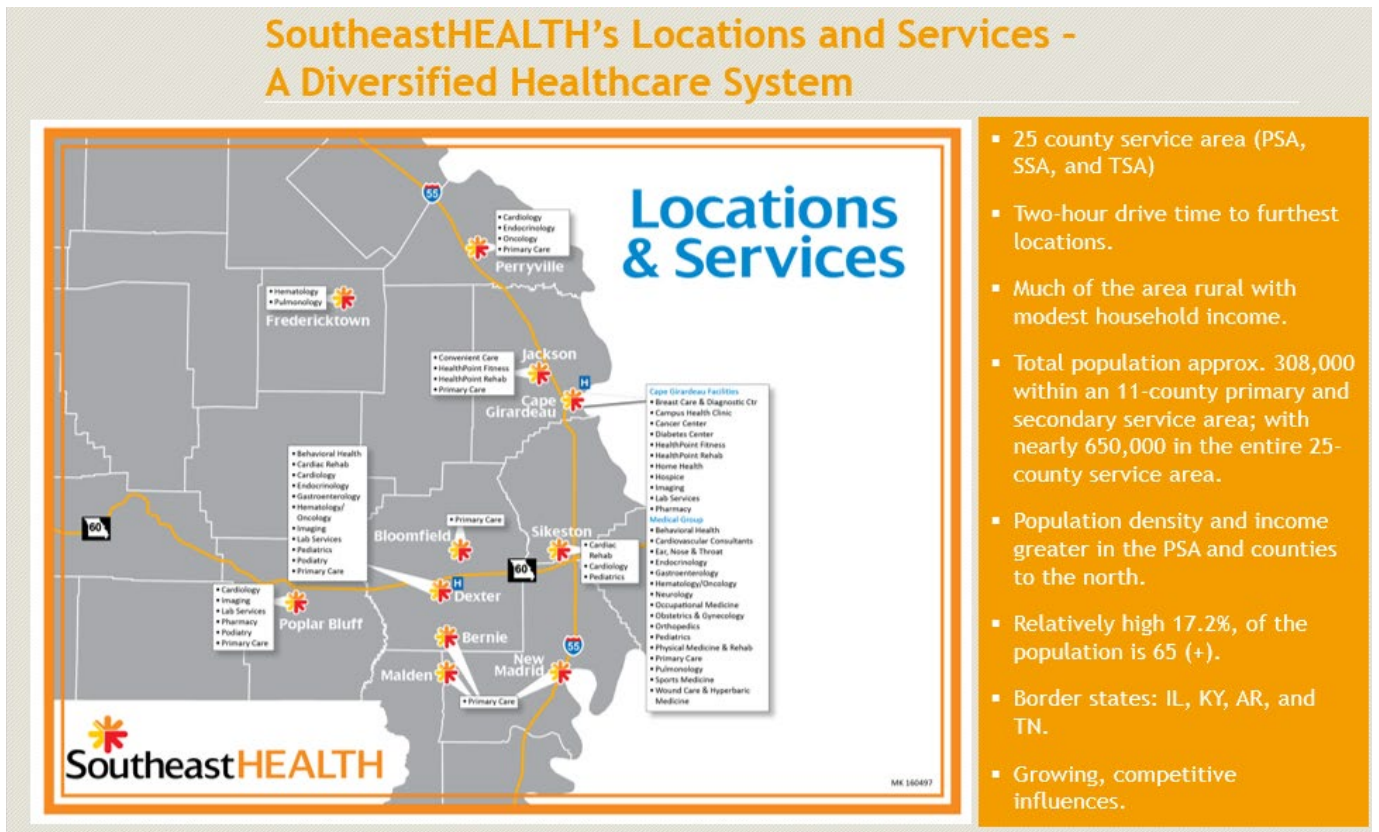 SoutheastHEALTH’s Locations and Services –
A Diversified Healthcare System
Locations
& Services
55
• Cardiology
• Endocrinology
• Oncology
• Primary Care
Perryville
• Hematology
• Pulmonology
Fredericktown
• Convenient Care
• HealthPoint Fitness
• HealthPoint Rehab
• Primary Care
Jackson
H
Cape
Girardeau
Cape Girardeau Facilities
• Breast Care & Diagnostic Ctr
• Campus Health Clinic
• Cancer Center
• Diabetes Center
• HealthPoint Fitness
• HealthPoint Rehab
• Home Health
• Hospice
• Imaging
• Lab Services
• Pharmacy
Medical Group
• Behavioral Health
• Cardiovascular Consultants
• Ear, Nose & Throat
• Endocrinology
• Gastroenterology
• Hematology/Oncology
• Neurology
• Occupational Medicine
• Obstetrics & Gynecology
• Orthopedics
• Pediatrics
• Physical Medicine & Rehab
• Primary Care
• Pulmonology
• Sports Medicine
• Wound Care & Hyperbaric
Medicine
• Behavioral Health
• Cardiac Rehab
• Cardiology
• Endocrinology
• Gastroenterology
• Hematology/
Oncology
• Imaging
• Lab Services
• Pediatrics
• Podiatry
• Primary Care
60
• Primary Care
Bloomfield
Sikeston
• Cardiac
Rehab
• Cardiology
• Pediatrics
60
H
Dexter
• Cardiology
• Imaging
• Lab Services
• Pharmacy
• Podiatry
• Primary Care
Poplar Bluff
Bernie
55
Malden
New
Madrid
• Primary Care
SoutheastHEALTH
MK 160497
▪ 25 county service area (PSA,
SSA, and TSA)
▪ Two-hour drive time to furthest
locations.
▪ Much of the area rural with
modest household income.
▪ Total population approx. 308,000
within an 11-county primary and
secondary service area; with
nearly 650,000 in the entire 25-
county service area.
▪ Population density and income
greater in the PSA and counties
to the north.
▪ Relatively high 17.2%, of the
population is 65 (+).
▪ Border states: IL, KY, AR, and
TN.
▪ Growing, competitive
influences.